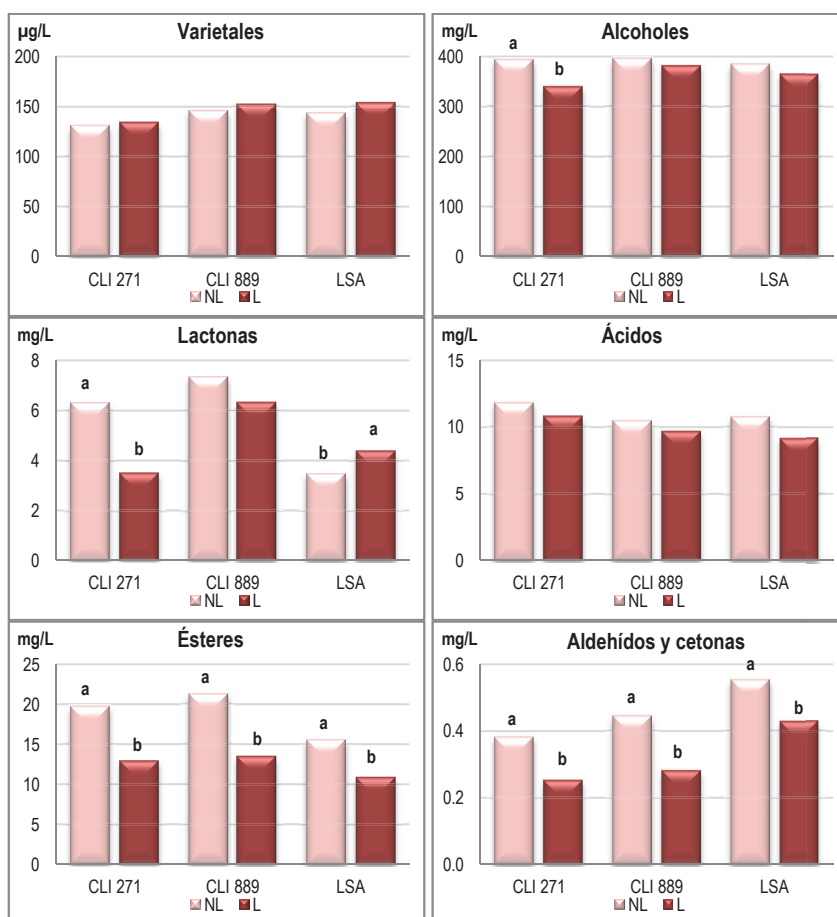 µg/L Varietales
200
150
100
50
0
CLI 271 CLI 889 LSA
NL L
mg/L Alcoholes
400
300
200
100
0
a
b
CLI 271 CLI 889 LSA
NL L
mg/L Lactonas
8
6
4
2
0
a
b
b
a
CLI 271 CLI 889 LSA
NL L
mg/L Ácidos
15
10
5
0
CLI 271 CLI 889 LSA
NL L
mg/L Ésteres
25
20
15
10
5
0
a
b
a
b
a
b
CLI 271 CLI 889 LSA
NL L
mg/L Aldehídos y cetonas
0.6
0.4
0.2
0.0
a
b
a
b
a
b
CLI 271 CLI 889 LSA
NL L